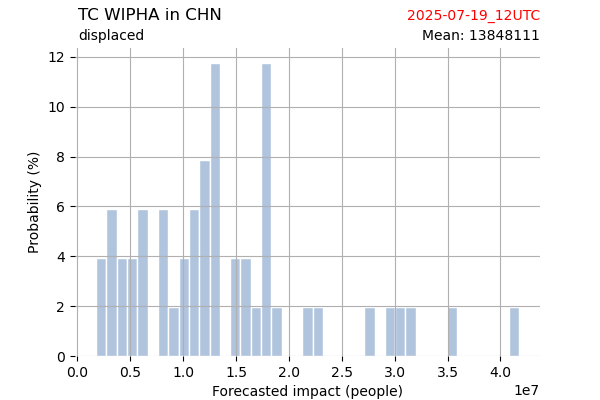 TC WIPHA in CHN
2025-07-19_12UTC
displaced
Mean: 13848111
12
10
8
6
4
2
0
Probability (%)
0.0 0.5 1.0 1.5 2.0 2.5 3.0 3.5 4.0
1e7
Forecasted impact (people)